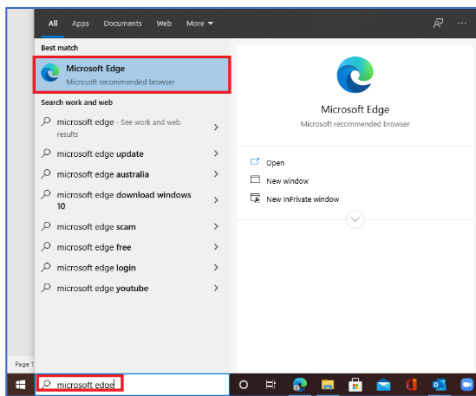 All Apps Documents Web More
Best match
Microsoft Edge
Microsoft recommended browser
Search work and web
microsoft edge - See work and web
results
microsoft edge update
microsoft edge australia
microsoft edge download windows
10
microsoft edge scam
microsoft edge free
microsoft edge login
microsoft edge youtube
Microsoft Edge
Microsoft recommended browser
Open
New window
New InPrivate window
Page 1
microsoft edge